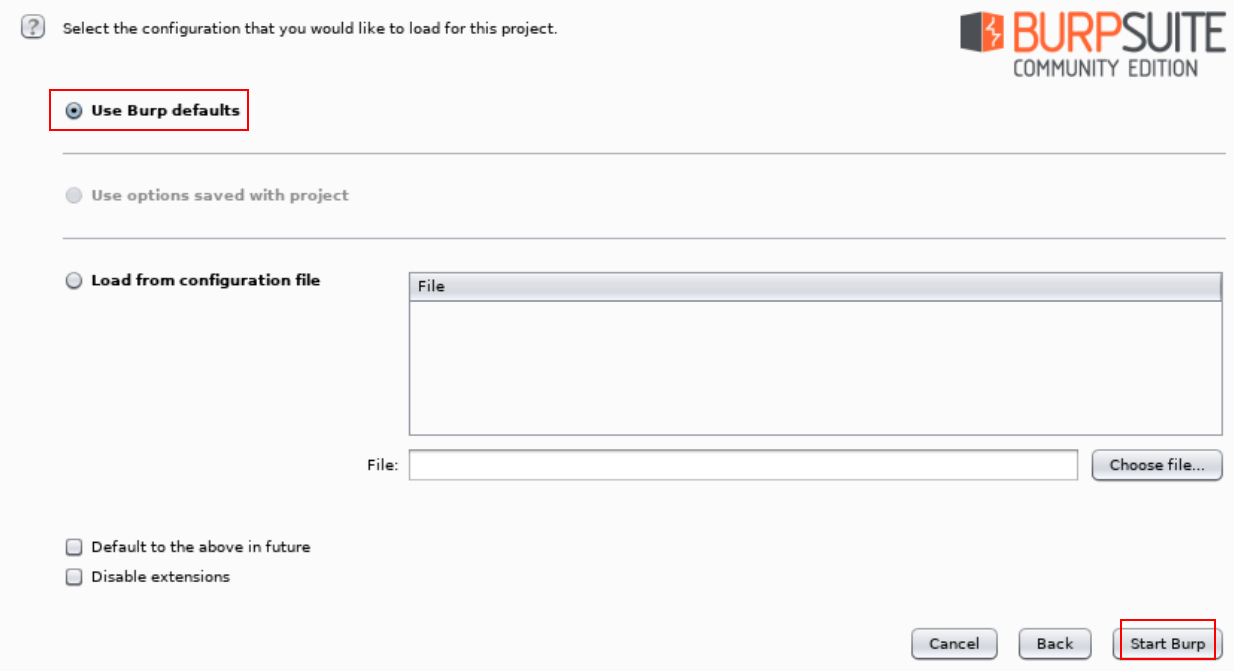 ?
Select the configuration that you would like to load for this project.
BURPSUITE
COMMUNITY EDITION
Use Burp defaults
Use options saved with project
Load from configuration file
File
File:
Choose file...
Default to the above in future
Disable extensions
Cancel
Back
Start Burp